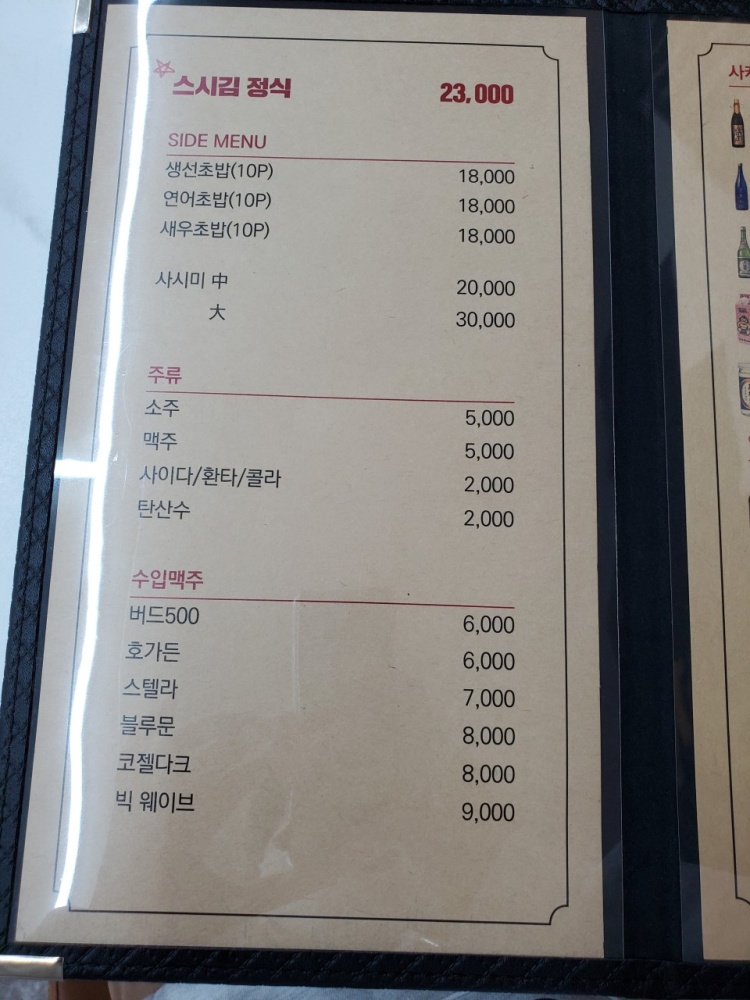 스시김 정식 23,000
SIDE MENU
생선초밥(10P) 18,000
연어초밥(10P) 18,000
새우초밥(10P) 18,000
사시미 中 20,000
大 30,000
주류
소주 5,000
맥주 5,000
사이다/환타/콜라 2,000
탄산수 2,000
수입맥주
버드500 6,000
호가든 6,000
스텔라 7,000
블루문 8,000
코젤다크 8,000
빅 웨이브 9,000